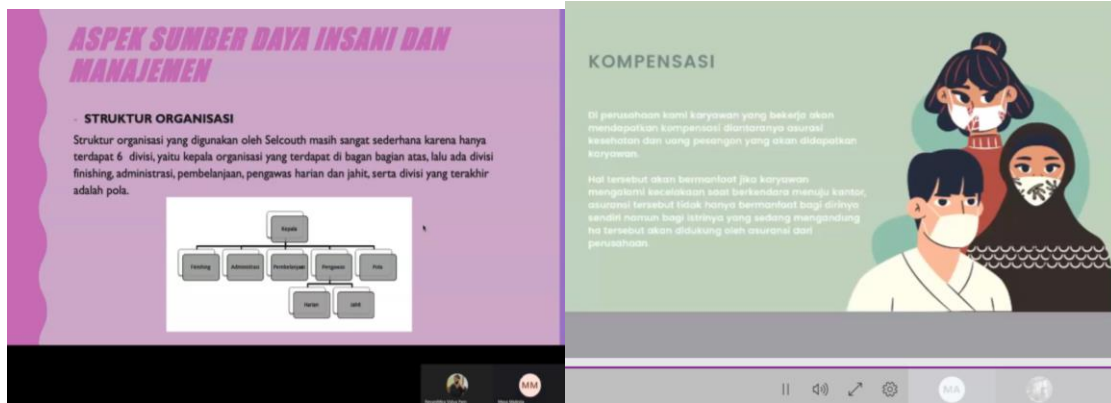 ASPEK SUMBER DAYA INSANI DAN
MANAJEMEN
- STRUKTUR ORGANISASI
Struktur organisasi yang digunakan oleh Selcouth masih sangat sederhana karena hanya
terdapat 6 divisi, yaitu kepala organisasi yang terdapat di bagan bagian atas, lalu ada divisi
finishing, administrasi, pembelanjaan, pengawas harian dan jahit, serta divisi yang terakhir
adalah pola.
Kepala
Finishing Administrasi Pembelanjaan Pengawas Pola
Harian Jahit
MM
KOMPENSASI
Di perusahaan kami karyawan yang bekerja akan
mendapatkan kompensasi diantaranya asurasi
kesehatan dan uang pesangon yang akan didapatkan
karyawan.
Hal tersebut akan bermanfaat jika karyawan
mengalami kecelakaan saat berkendara menuju kantor,
asuransi tersebut tidak hanya bermanfaat bagi dirinya
sendiri namun bagi istrinya yang sedang mengandung
ha tersebut akan didukung oleh asuransi dari
perusahaan.
MA